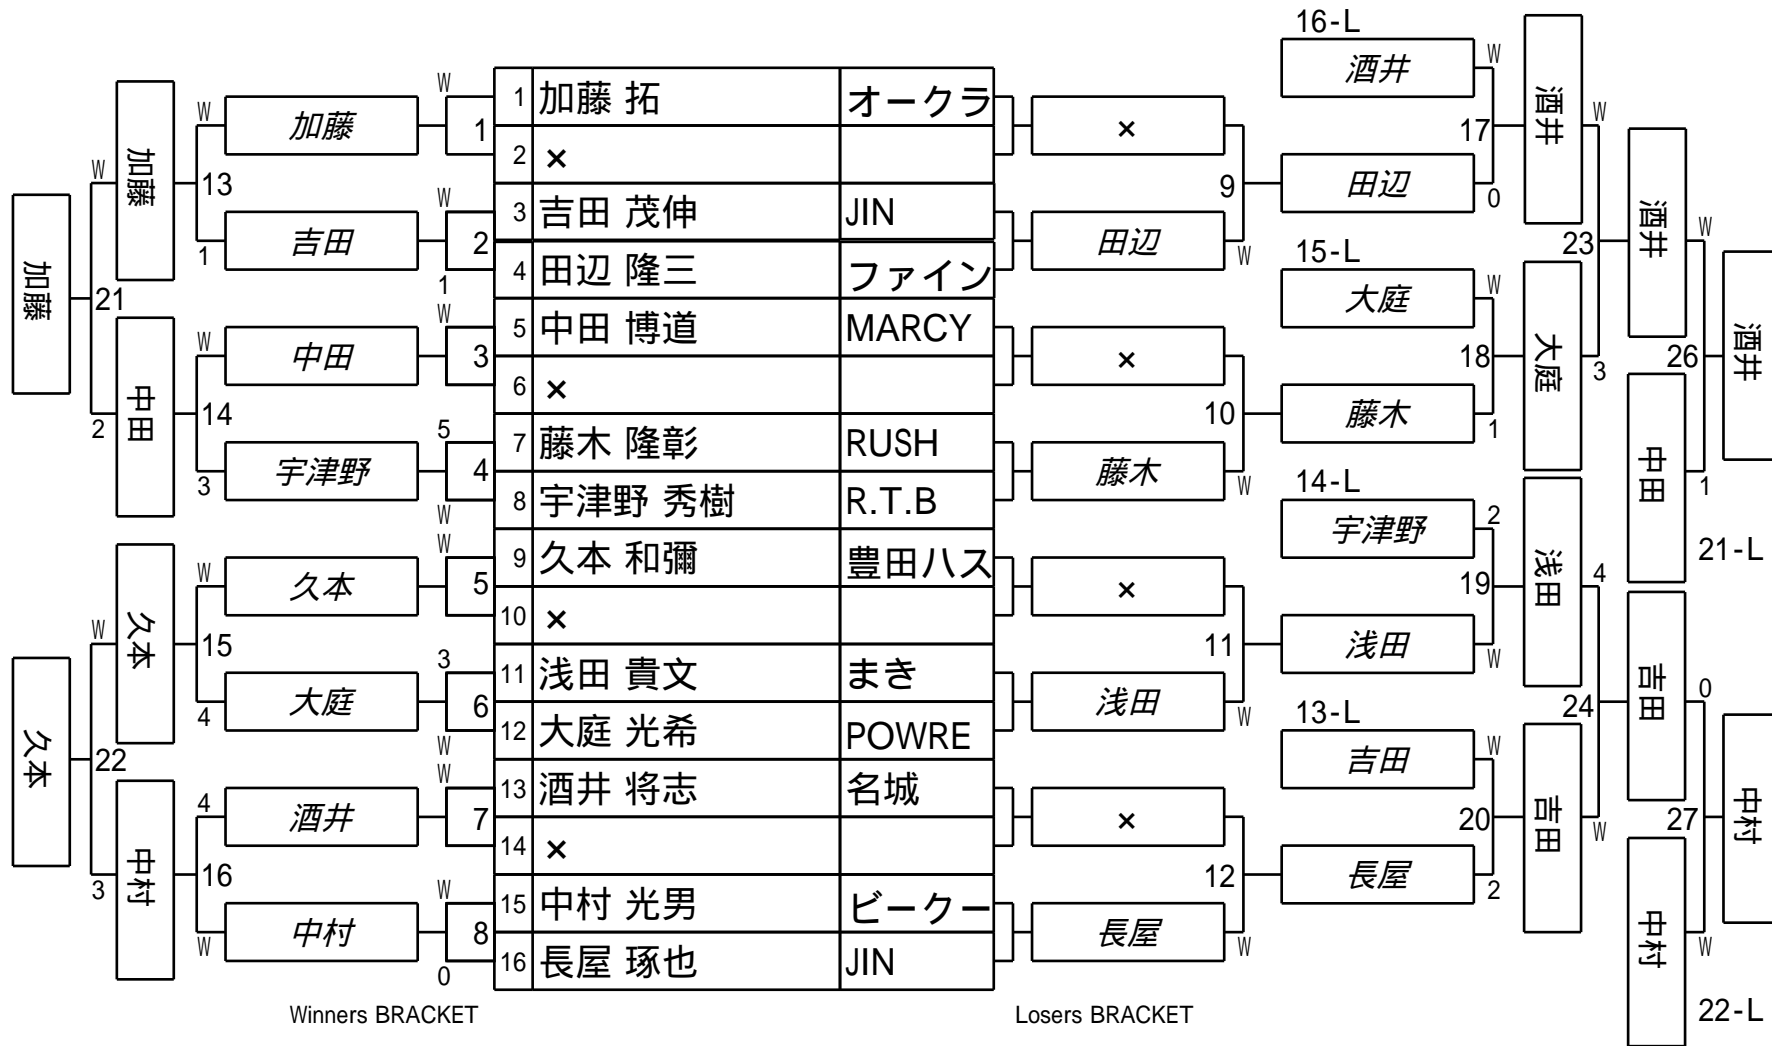 16-L
酒井
W
17
田辺
0
酒井
W
15-L
大庭
W
18
藤木
1
大庭
3
23
酒井
W
26
中田
1
21-L
酒井
14-L
宇津野
2
19
浅田
W
浅田
4
13-L
吉田
W
20
長屋
2
吉田
W
24
吉田
0
27
中村
W
22-L
中村
1 加藤 拓 オークラ
2 ×
3 吉田 茂伸 JIN
4 田辺 隆三 ファイン
5 中田 博道 MARCY
6 ×
7 藤木 隆彰 RUSH
8 宇津野 秀樹 R.T.B
9 久本 和彌 豊田ハス
10 ×
11 浅田 貴文 まき
12 大庭 光希 POWRE
13 酒井 将志 名城
14 ×
15 中村 光男 ビークー
16 長屋 琢也 JIN
W
1
W
2
1
W
3
5
4
W
W
5
3
6
W
W
7
W
8
0
W
加藤
13
吉田
1
W
中田
14
宇津野
3
W
久本
15
大庭
4
4
酒井
16
中村
W
W
加藤
21
中田
2
加藤
W
久本
22
中村
3
久本
×
9
田辺
W
×
10
藤木
W
×
11
浅田
W
×
12
長屋
W
Winners BRACKET
Losers BRACKET